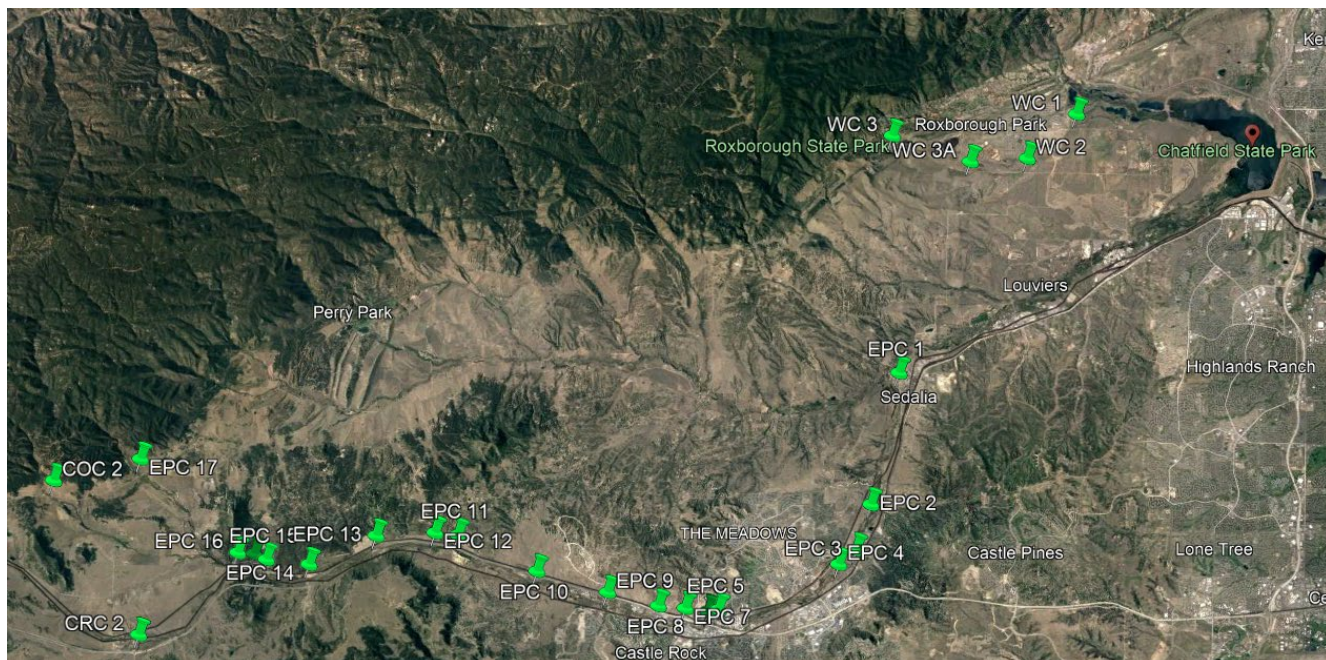 Ken
WC 1
WC 3
Roxborough Park
Roxborough State Park
WC 3A
WC 2
Chatfield State Park
Louviers
Perry Park
EPC 1
Highlands Ranch
Sedalia
COC 2
EPC 17
EPC 2
EPC 11
THE MEADOWS
EPC 16
EPC 15
EPC 13
EPC 12
EPC 3
EPC 4
Castle Pines
Lone Tree
EPC 14
EPC 10
EPC 9
EPC 5
EPC 7
CRC 2
EPC 8
Castle Rock
Ce